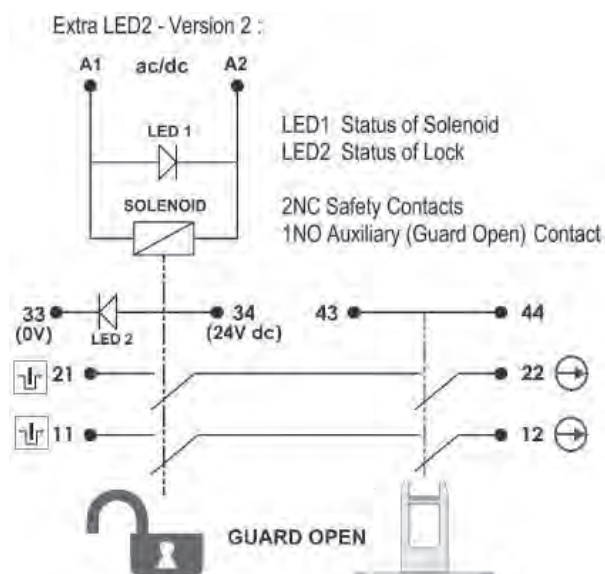 Extra LED2 - Version 2 :
A1 ac/dc A2
LED 1
LED1 Status of Solenoid
LED2 Status of Lock
SOLENOID
2NC Safety Contacts
1NO Auxiliary (Guard Open) Contact
33 34 43 44
(0V) LED 2 (24V dc)
21 22
11 12
GUARD OPEN